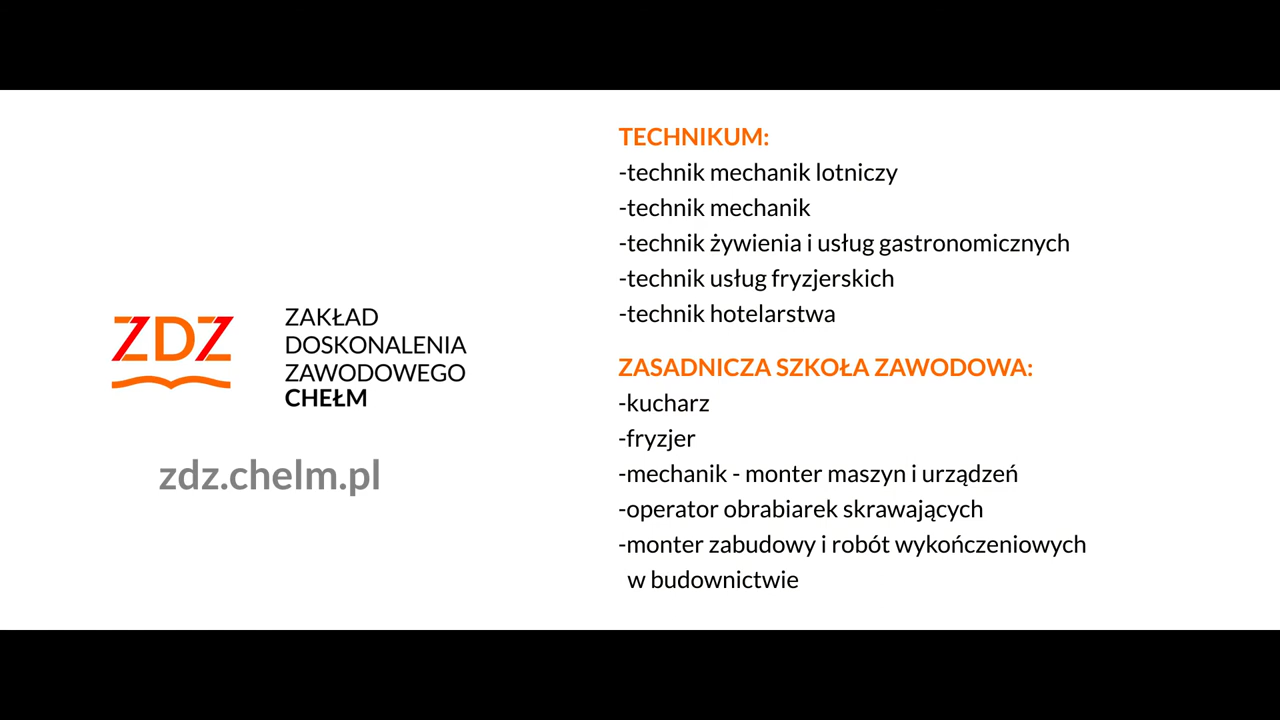 ZDZ
ZAKŁAD
DOSKONALENIA
ZAWODOWEGO
CHEŁM
zdz.chelm.pl
TECHNIKUM:
-technik mechanik lotniczy
-technik mechanik
-technik żywienia i usług gastronomicznych
-technik usług fryzjerskich
-technik hotelarstwa
ZASADNICZA SZKOŁA ZAWODOWA:
-kucharz
-fryzjer
-mechanik - monter maszyn i urządzeń
-operator obrabiarek skrawających
-monter zabudowy i robót wykończeniowych
w budownictwie